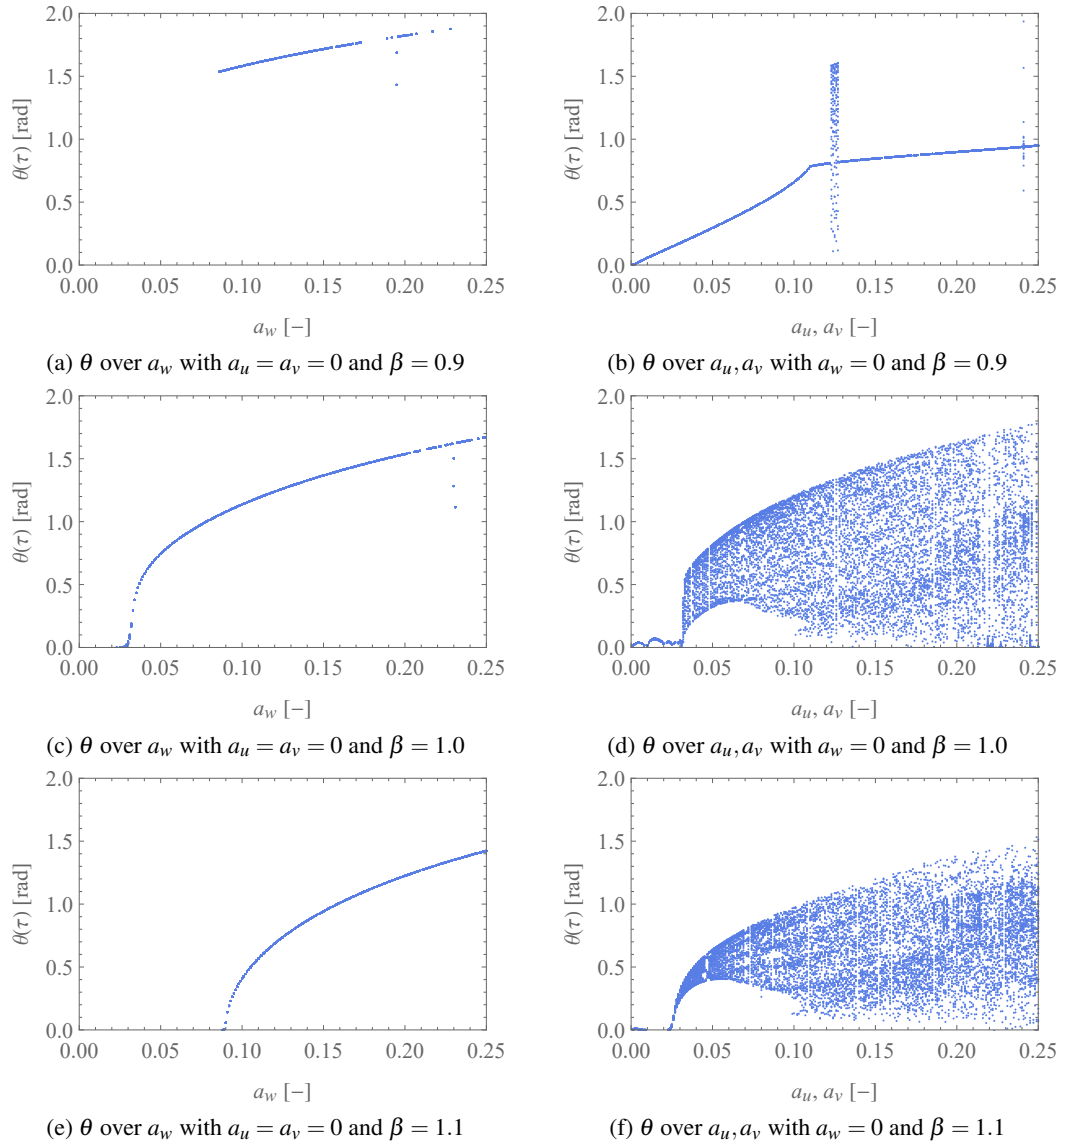 2.0
1.5
1.0
0.5
0.0
θ(τ) [rad]
0.00 0.05 0.10 0.15 0.20 0.25
a_w [−]
(a) θ over a_w with a_u = a_v = 0 and β = 0.9
2.0
1.5
1.0
0.5
0.0
θ(τ) [rad]
0.00 0.05 0.10 0.15 0.20 0.25
a_u, a_v [−]
(b) θ over a_u, a_v with a_w = 0 and β = 0.9
2.0
1.5
1.0
0.5
0.0
θ(τ) [rad]
0.00 0.05 0.10 0.15 0.20 0.25
a_w [−]
(c) θ over a_w with a_u = a_v = 0 and β = 1.0
2.0
1.5
1.0
0.5
0.0
θ(τ) [rad]
0.00 0.05 0.10 0.15 0.20 0.25
a_u, a_v [−]
(d) θ over a_u, a_v with a_w = 0 and β = 1.0
2.0
1.5
1.0
0.5
0.0
θ(τ) [rad]
0.00 0.05 0.10 0.15 0.20 0.25
a_w [−]
(e) θ over a_w with a_u = a_v = 0 and β = 1.1
2.0
1.5
1.0
0.5
0.0
θ(τ) [rad]
0.00 0.05 0.10 0.15 0.20 0.25
a_u, a_v [−]
(f) θ over a_u, a_v with a_w = 0 and β = 1.1